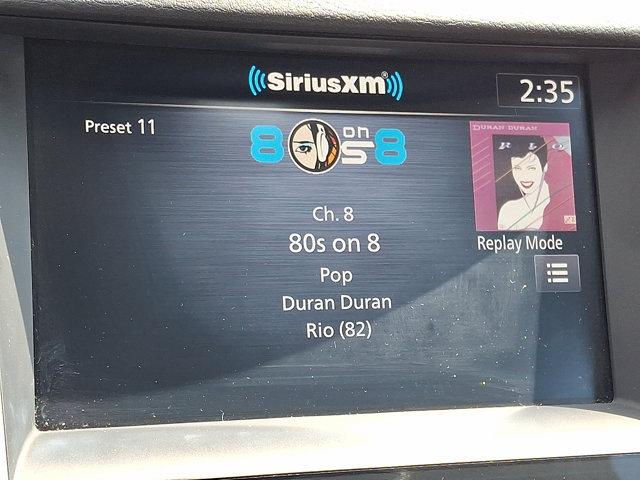 SiriusXM®
2:35
Preset 11
80s on 8
DURAN DURAN
RIO
Ch. 8
80s on 8
Replay Mode
Pop
Duran Duran
Rio (82)